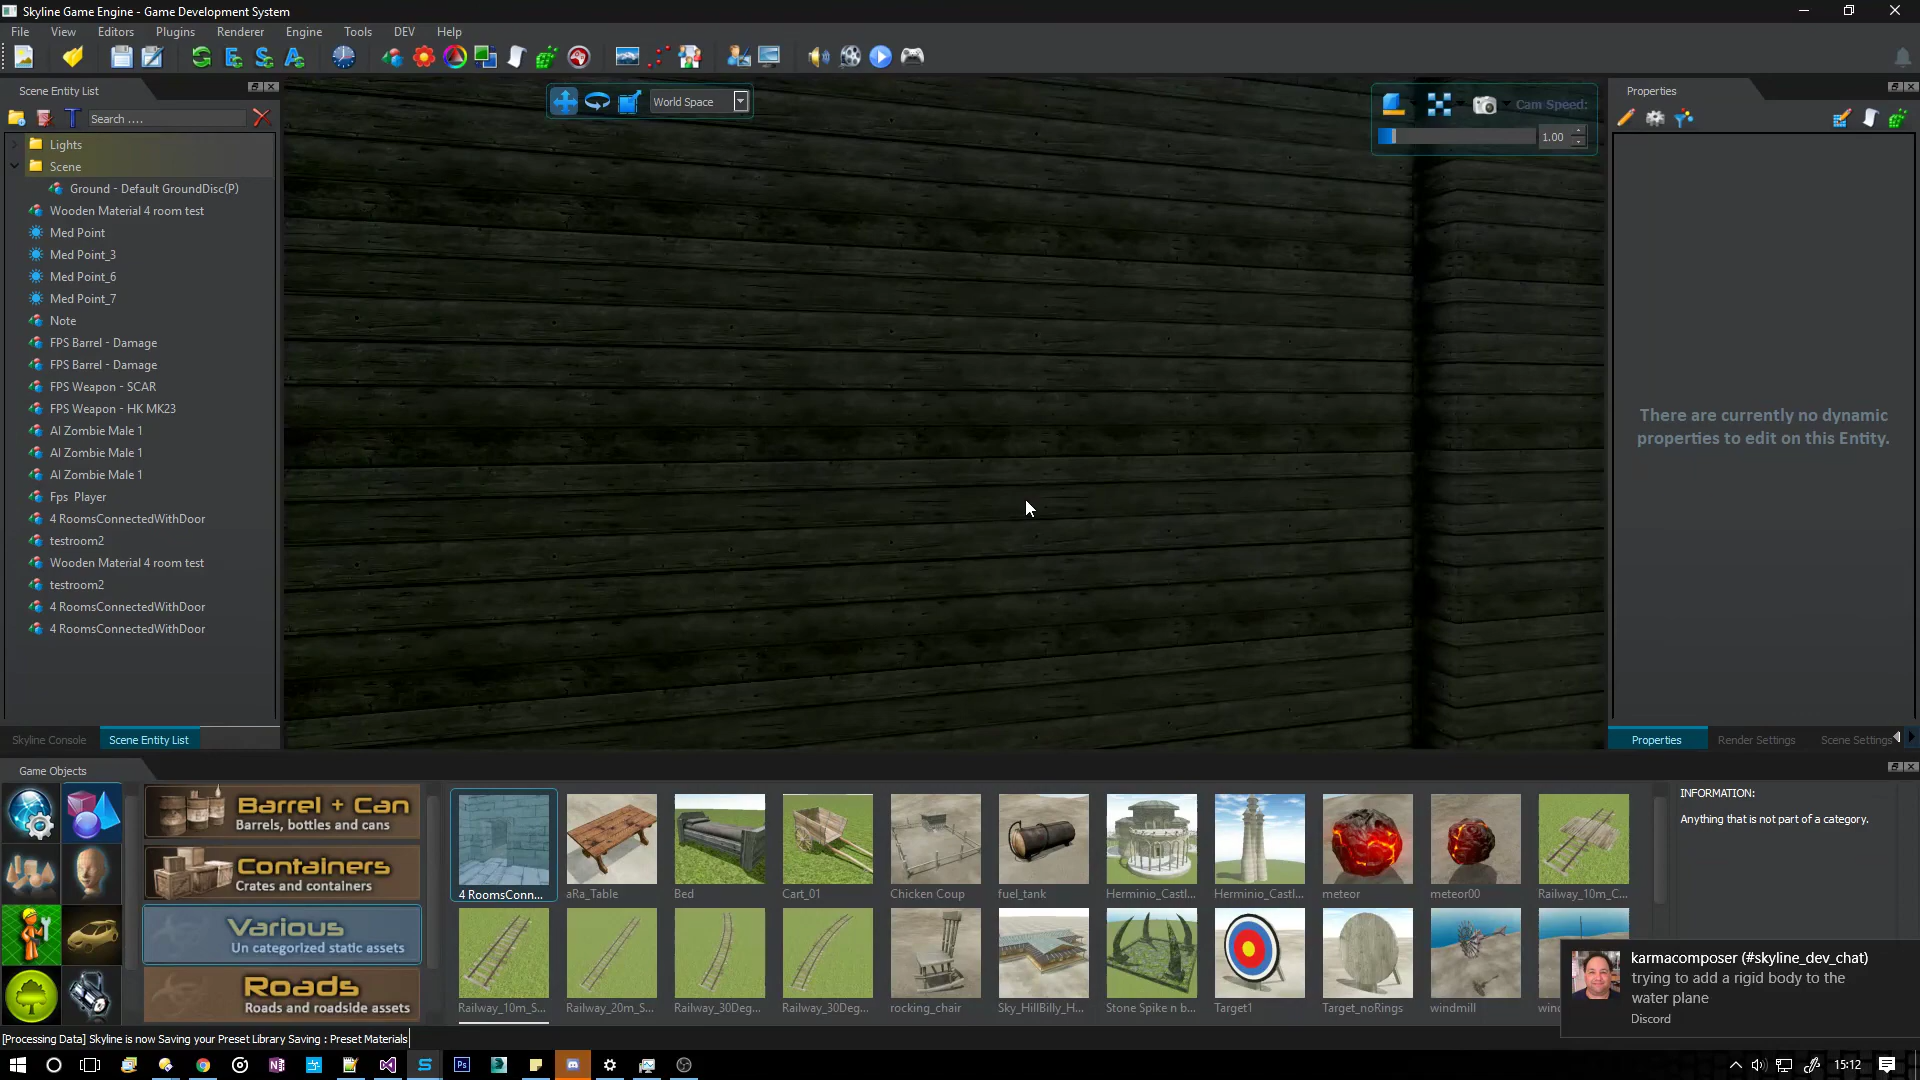 Skyline Game Engine - Game Development System
File View Editors Plugins Renderer Engine Tools DEV Help
Scene Entity List
Search ....
Lights
Scene
Ground - Default GroundDisc(P)
Wooden Material 4 room test
Med Point
Med Point_3
Med Point_6
Med Point_7
Note
FPS Barrel - Damage
FPS Barrel - Damage
FPS Weapon - SCAR
FPS Weapon - HK MK23
AI Zombie Male 1
AI Zombie Male 1
AI Zombie Male 1
Fps Player
4 RoomsConnectedWithDoor
testroom2
Wooden Material 4 room test
testroom2
4 RoomsConnectedWithDoor
4 RoomsConnectedWithDoor
Skyline Console Scene Entity List
World Space
Cam Speed:
1.00
Properties
There are currently no dynamic
properties to edit on this Entity.
Properties Render Settings Scene Settings
Game Objects
Barrel + Can
Barrels, bottles and cans
Containers
Crates and containers
Various
Un categorized static assets
Roads
Roads and roadside assets
4 RoomsConn... aRa_Table Bed Cart_01 Chicken Coup fuel_tank Herminio_Castl... Herminio_Castl... meteor meteor00 Railway_10m_C...
Railway_10m_S... Railway_20m_S... Railway_30Deg... Railway_30Deg... rocking_chair Sky_HillBilly_H... Stone Spike n b... Target1 Target_noRings windmill
INFORMATION:
Anything that is not part of a category.
karmacomposer (#skyline_dev_chat)
trying to add a rigid body to the
water plane
Discord
[Processing Data] Skyline is now Saving your Preset Library Saving : Preset Materials
15:12